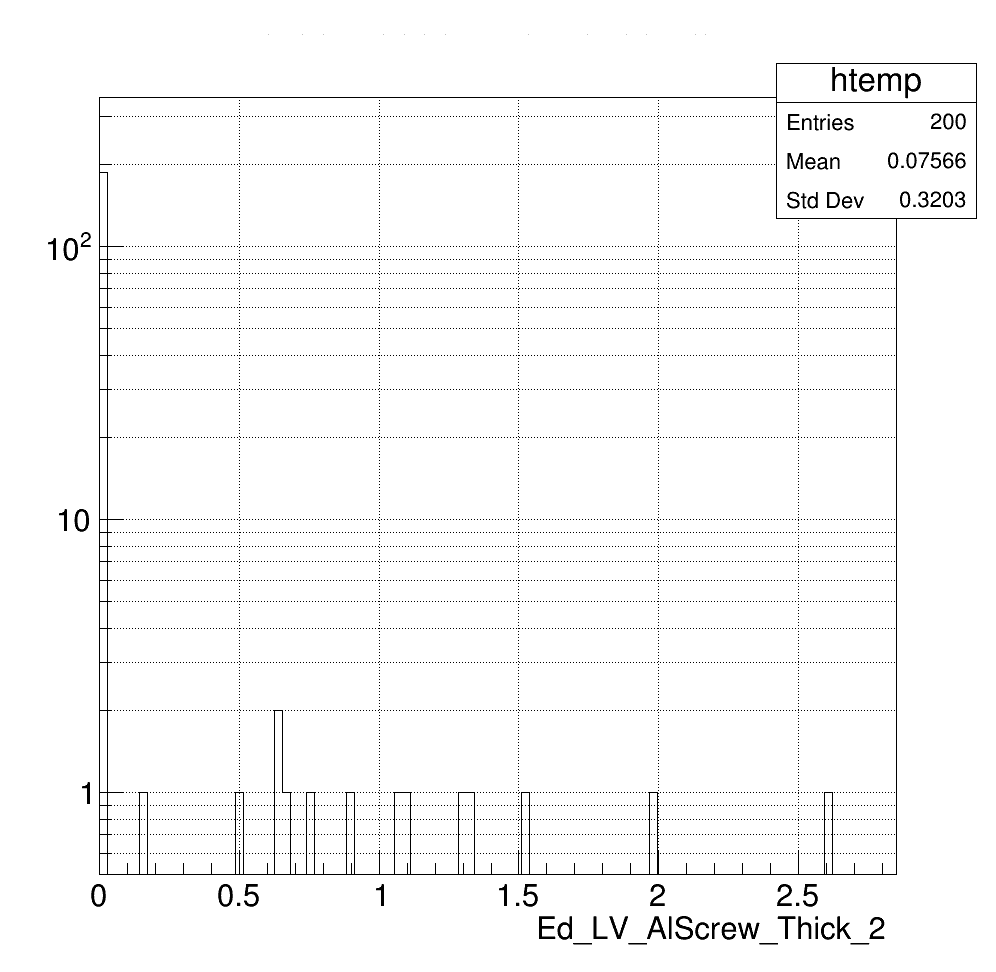 htemp
Entries 200
Mean 0.07566
Std Dev 0.3203
10²
10
1
0 0.5 1 1.5 2 2.5
Ed_LV_AlScrew_Thick_2